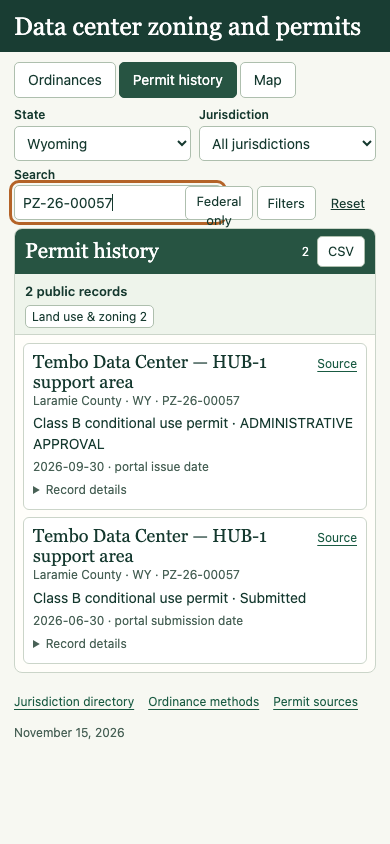 Data center zoning and permits
Ordinances
Permit history
Map
State
Jurisdiction
Wyoming
All jurisdictions
Search
PZ-26-00057
Federal
only
Filters
Reset
Permit history
2
CSV
2 public records
Land use & zoning 2
Tembo Data Center — HUB-1
support area
Source
Laramie County · WY · PZ-26-00057
Class B conditional use permit · ADMINISTRATIVE
APPROVAL
2026-09-30 · portal issue date
Record details
Tembo Data Center — HUB-1
support area
Source
Laramie County · WY · PZ-26-00057
Class B conditional use permit · Submitted
2026-06-30 · portal submission date
Record details
Jurisdiction directory
Ordinance methods
Permit sources
November 15, 2026